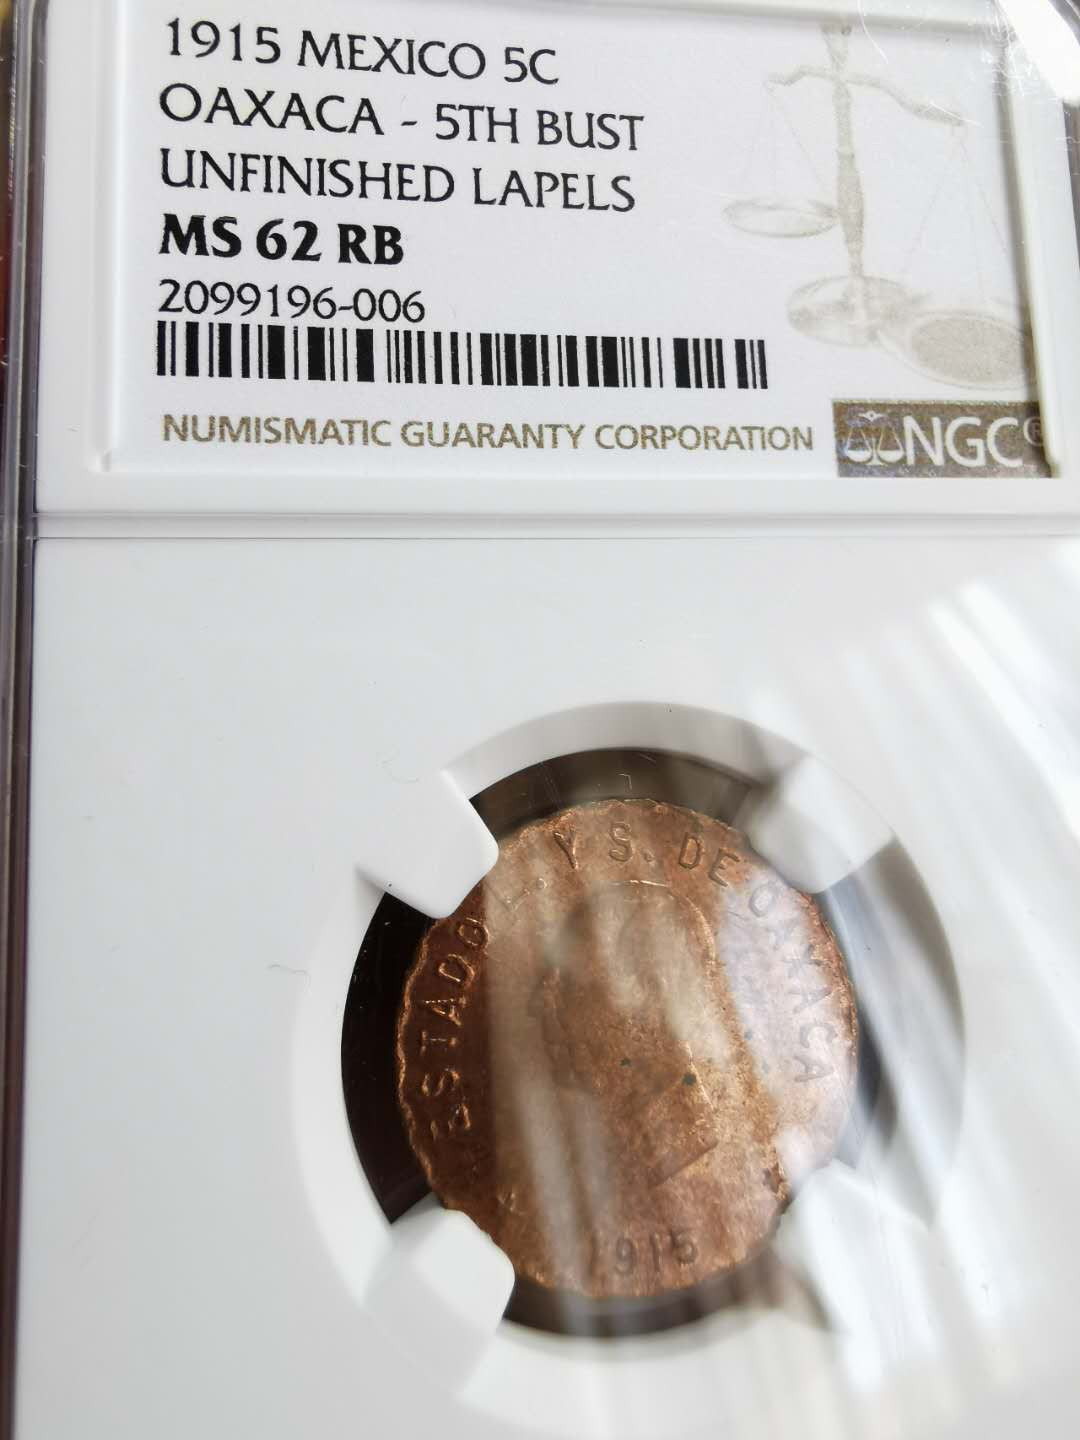 1915 MEXICO 5C
OAXACA - 5TH BUST
UNFINISHED LAPELS
MS 62 RB
2099196-006
NUMISMATIC GUARANTY CORPORATION
NGC®
ESTADO L. Y S. DE OAXACA
1915